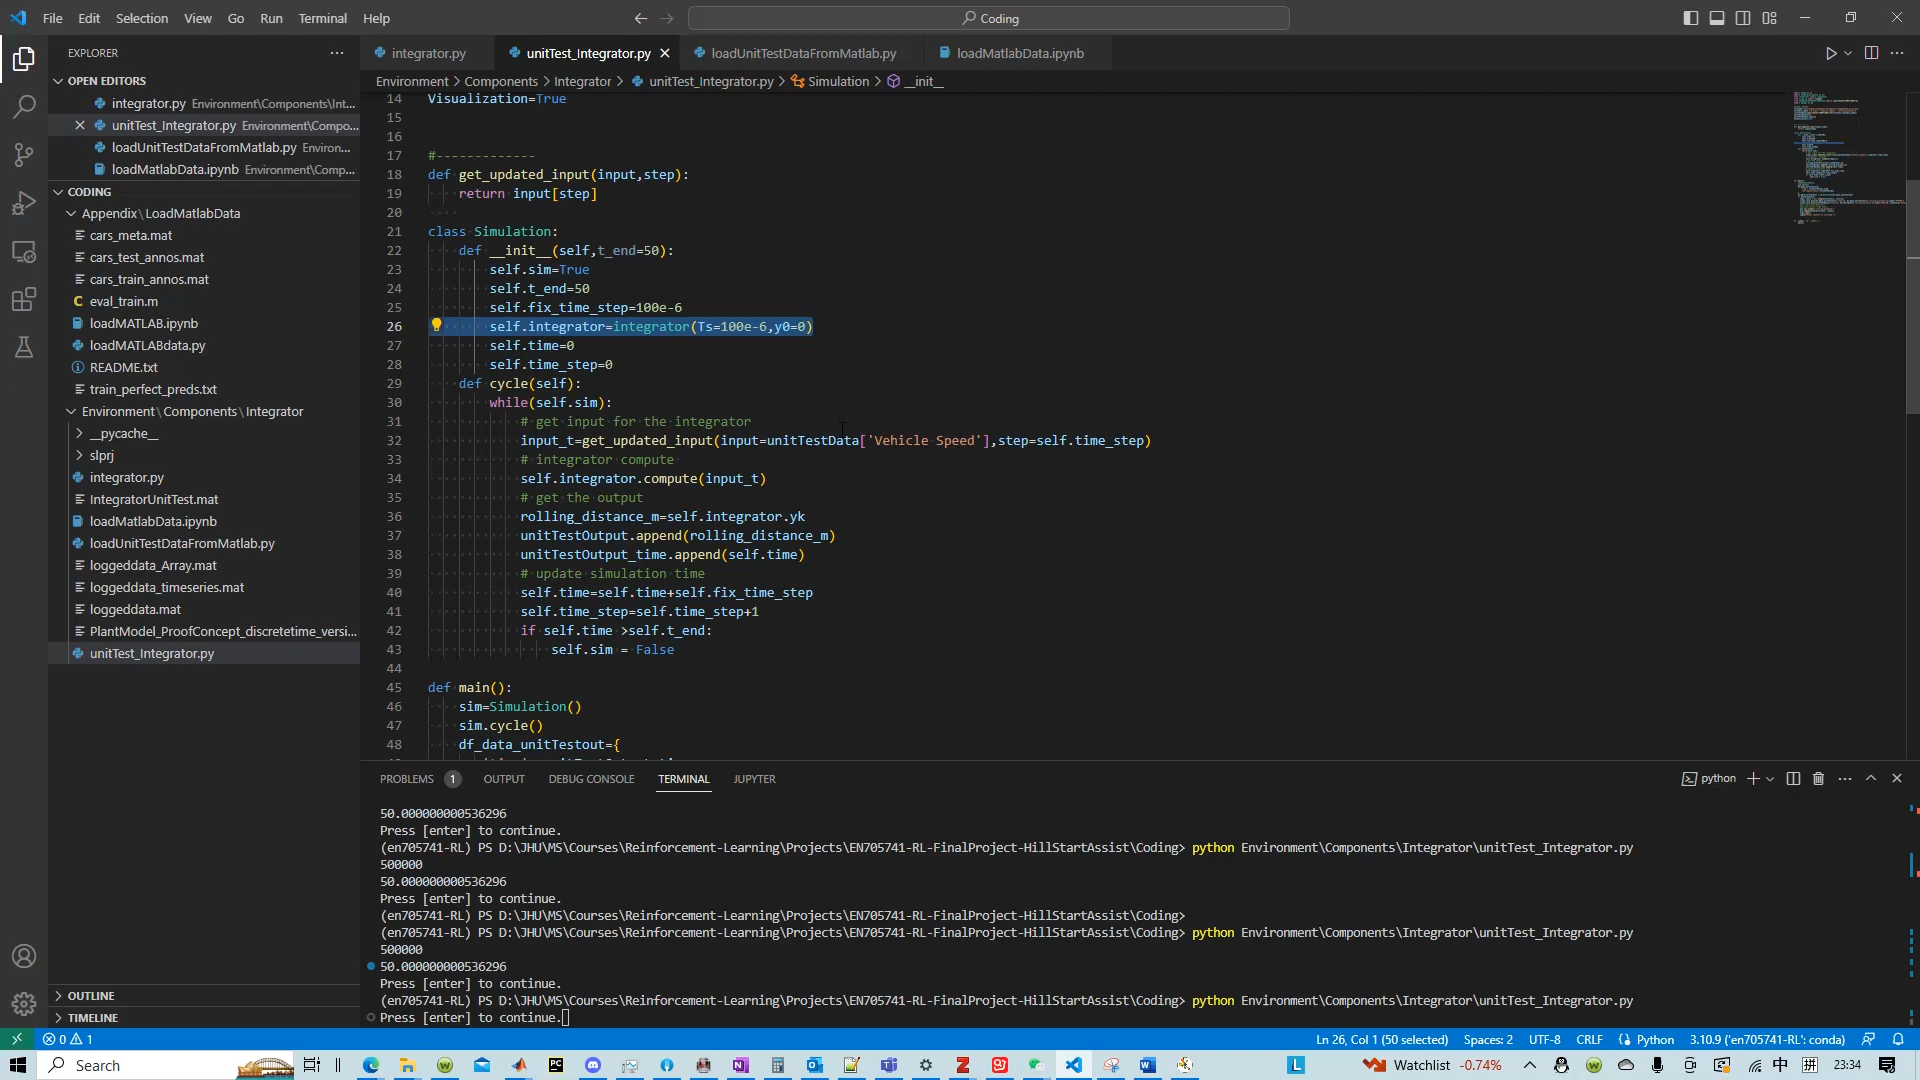 File Edit Selection View Go Run Terminal Help
Coding
EXPLORER
OPEN EDITORS
integrator.py Environment\Components\Int...
unitTest_Integrator.py Environment\Compo...
loadUnitTestDataFromMatlab.py Environ...
loadMatlabData.ipynb Environment\Comp...
CODING
Appendix\LoadMatlabData
cars_meta.mat
cars_test_annos.mat
cars_train_annos.mat
eval_train.m
loadMATLAB.ipynb
loadMATLABdata.py
README.txt
train_perfect_preds.txt
Environment\Components\Integrator
__pycache__
slprj
integrator.py
IntegratorUnitTest.mat
loadMatlabData.ipynb
loadUnitTestDataFromMatlab.py
loggeddata_Array.mat
loggeddata_timeseries.mat
loggeddata.mat
PlantModel_ProofConcept_discretetime_versi...
unitTest_Integrator.py
OUTLINE
TIMELINE
integrator.py unitTest_Integrator.py loadUnitTestDataFromMatlab.py loadMatlabData.ipynb
Environment > Components > Integrator > unitTest_Integrator.py > Simulation > __init__
14 Visualization=True
15
16
17 #-------------
18 def get_updated_input(input,step):
19 return input[step]
20
21 class Simulation:
22 def __init__(self,t_end=50):
23 self.sim=True
24 self.t_end=50
25 self.fix_time_step=100e-6
26 self.integrator=integrator(Ts=100e-6,y0=0)
27 self.time=0
28 self.time_step=0
29 def cycle(self):
30 while(self.sim):
31 # get input for the integrator
32 input_t=get_updated_input(input=unitTestData['Vehicle Speed'],step=self.time_step)
33 # integrator compute
34 self.integrator.compute(input_t)
35 # get the output
36 rolling_distance_m=self.integrator.yk
37 unitTestOutput.append(rolling_distance_m)
38 unitTestOutput_time.append(self.time)
39 # update simulation time
40 self.time=self.time+self.fix_time_step
41 self.time_step=self.time_step+1
42 if self.time >self.t_end:
43 self.sim = False
44
45 def main():
46 sim=Simulation()
47 sim.cycle()
48 df_data_unitTestout={
PROBLEMS 1 OUTPUT DEBUG CONSOLE TERMINAL JUPYTER
python
50.000000000536296
Press [enter] to continue.
(en705741-RL) PS D:\JHU\MS\Courses\Reinforcement-Learning\Projects\EN705741-RL-FinalProject-HillStartAssist\Coding> python Environment\Components\Integrator\unitTest_Integrator.py
500000
50.000000000536296
Press [enter] to continue.
(en705741-RL) PS D:\JHU\MS\Courses\Reinforcement-Learning\Projects\EN705741-RL-FinalProject-HillStartAssist\Coding>
(en705741-RL) PS D:\JHU\MS\Courses\Reinforcement-Learning\Projects\EN705741-RL-FinalProject-HillStartAssist\Coding> python Environment\Components\Integrator\unitTest_Integrator.py
500000
50.000000000536296
Press [enter] to continue.
(en705741-RL) PS D:\JHU\MS\Courses\Reinforcement-Learning\Projects\EN705741-RL-FinalProject-HillStartAssist\Coding> python Environment\Components\Integrator\unitTest_Integrator.py
Press [enter] to continue.
0 1 Ln 26, Col 1 (50 selected) Spaces: 2 UTF-8 CRLF Python 3.10.9 ('en705741-RL': conda)
Search Watchlist -0.74% 中 拼 23:34